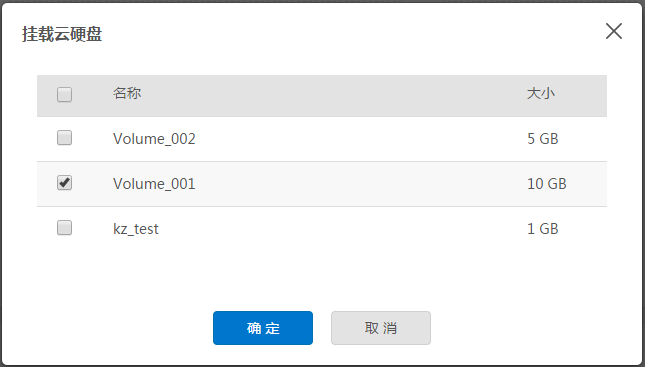 挂载云硬盘
名称 大小
Volume_002 5 GB
Volume_001 10 GB
kz_test 1 GB
确 定 取 消